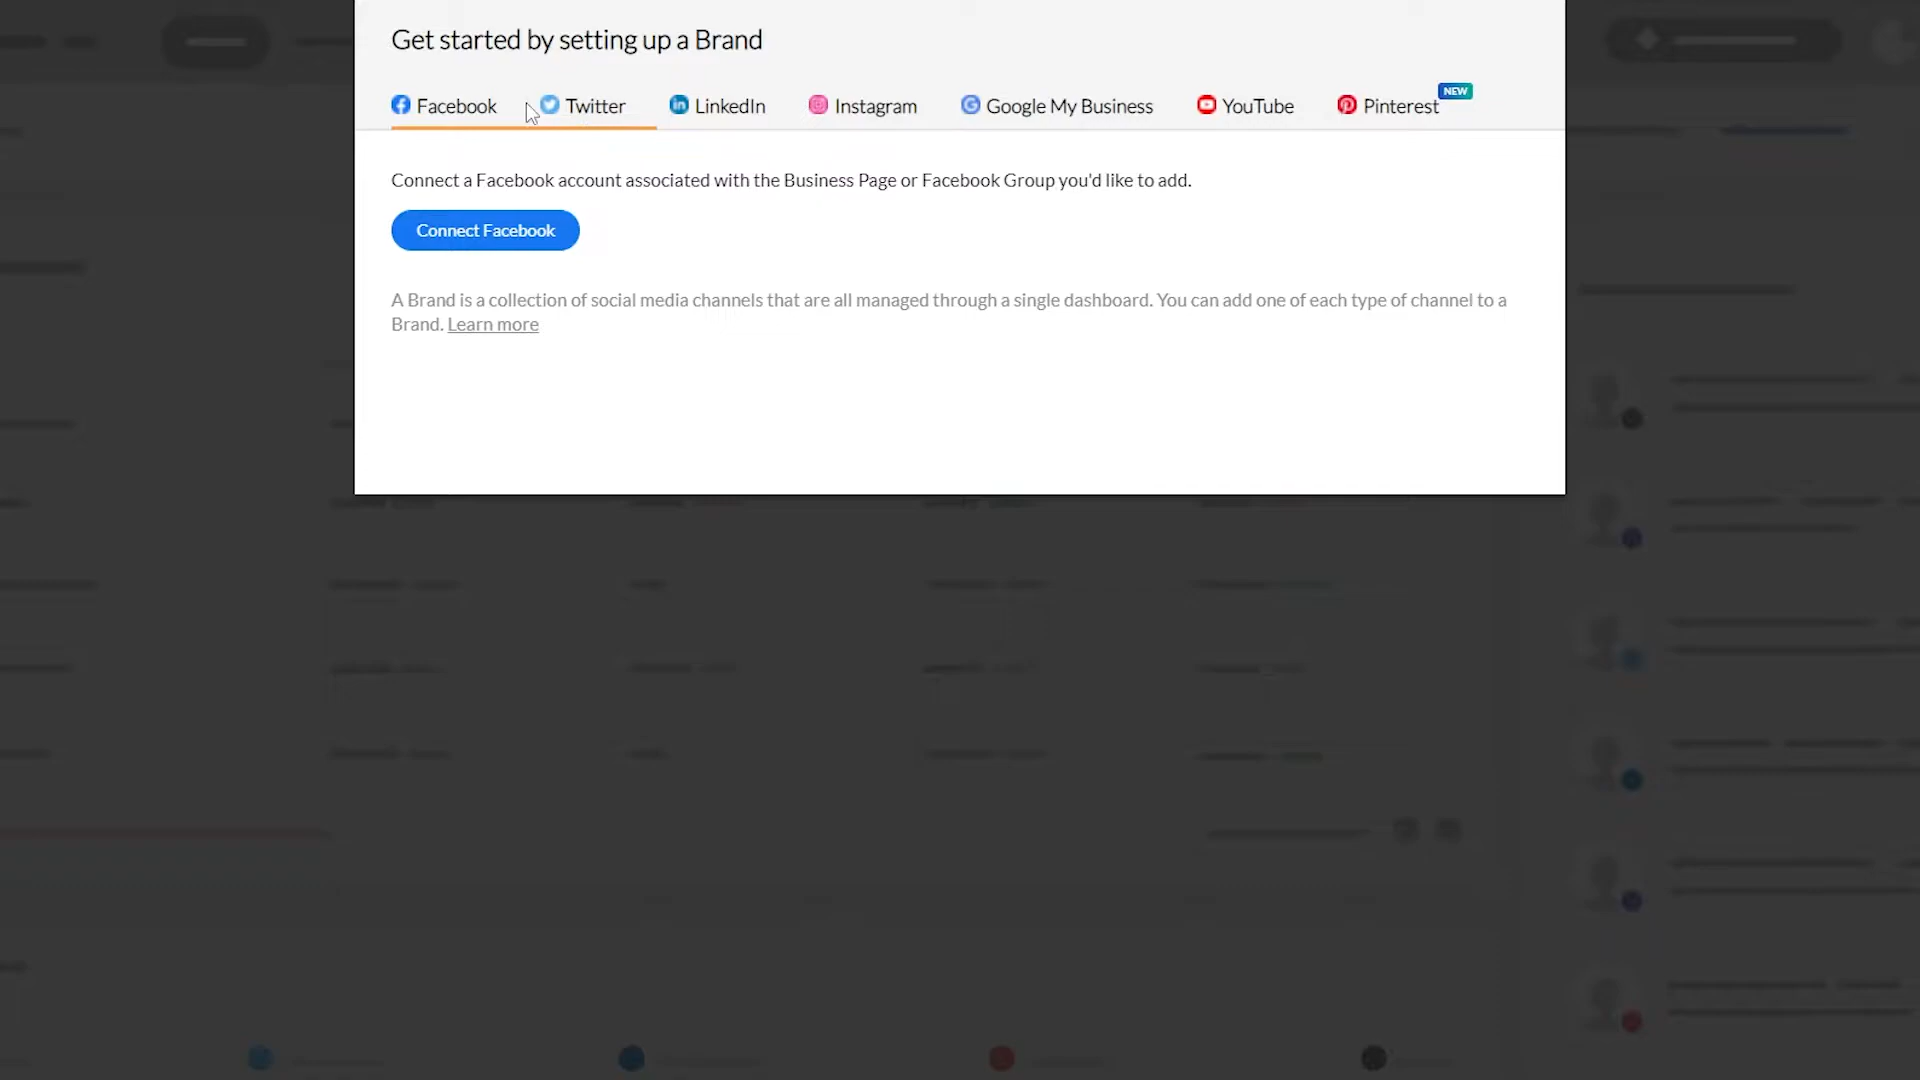 Get started by setting up a Brand
Facebook Twitter LinkedIn Instagram Google My Business YouTube Pinterest NEW
Connect a Facebook account associated with the Business Page or Facebook Group you'd like to add.
Connect Facebook
A Brand is a collection of social media channels that are all managed through a single dashboard. You can add one of each type of channel to a
Brand. Learn more